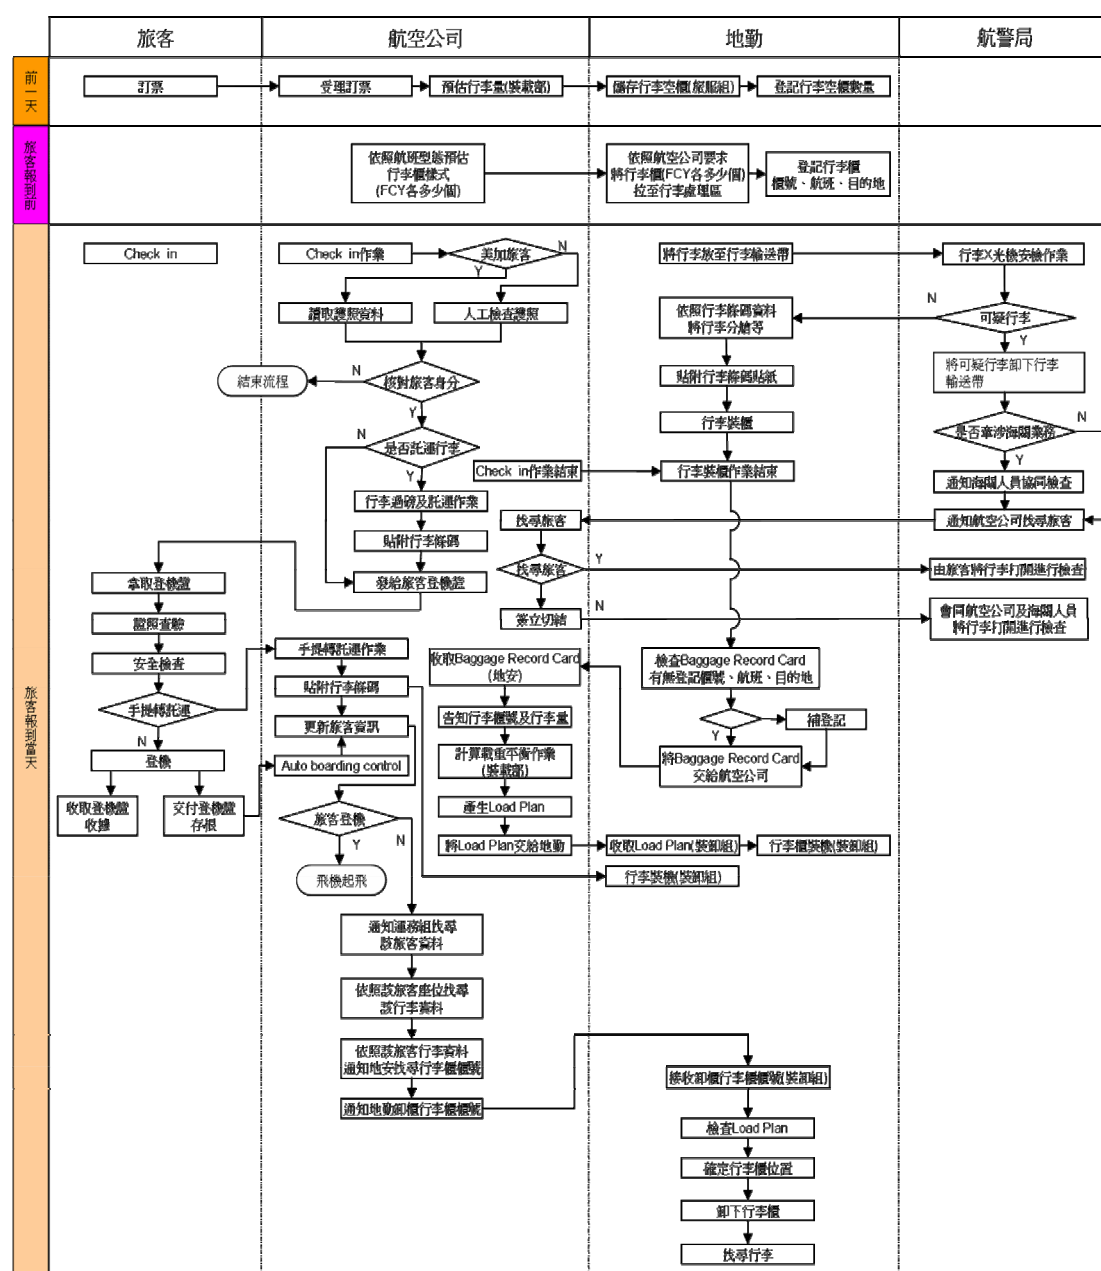 旅客
航空公司
地勤
航警局
前一天
訂票
受理訂票
預估行李量(裝載部)
儲存行李空櫃(旅服組)
登記行李空櫃數量
旅客報到前
依照航班型態預估
行李櫃樣式
(FCY各多少個)
依照航空公司要求
將行李櫃(FCY各多少個)
拉至行李處理區
登記行李櫃
櫃號、航班、目的地
旅客報到當天
Check in
Check in作業
美加旅客
N
Y
將行李放至行李輸送帶
行李X光機安檢作業
讀取護照資料
人工檢查護照
依照行李條碼資料
將行李分艙等
N
可疑行李
Y
結束流程
N
核對旅客身分
Y
貼附行李條碼貼紙
將可疑行李卸下行李
輸送帶
N
是否託運行李
Y
行李裝櫃
是否牽涉海關業務
N
Y
Check in作業結束
行李裝櫃作業結束
通知海關人員協同檢查
行李過磅及託運作業
找尋旅客
通知航空公司找尋旅客
貼附行李條碼
拿取登機證
發給旅客登機證
找尋旅客
Y
由旅客將行李打開進行檢查
證照查驗
簽立切結
N
會同航空公司及海關人員
將行李打開進行檢查
安全檢查
手提轉託運作業
收取Baggage Record Card
(地安)
檢查Baggage Record Card
有無登記櫃號、航班、目的地
手提轉託運
貼附行李條碼
告知行李櫃號及行李量
補登記
Y
N
更新旅客資訊
登機
Auto boarding control
計算載重平衡作業
(裝載部)
將Baggage Record Card
交給航空公司
收取登機證
收據
交付登機證
存根
旅客登機
Y
N
產生Load Plan
將Load Plan交給地勤
收取Load Plan(裝卸組)
行李櫃裝機(裝卸組)
飛機起飛
行李裝機(裝卸組)
通知運務組找尋
該旅客資料
依照該旅客座位找尋
該行李資料
依照該旅客行李資料
通知地安找尋行李櫃櫃號
通知地勤卸櫃行李櫃櫃號
接收卸櫃行李櫃櫃號(裝卸組)
檢查Load Plan
確定行李櫃位置
卸下行李櫃
找尋行李